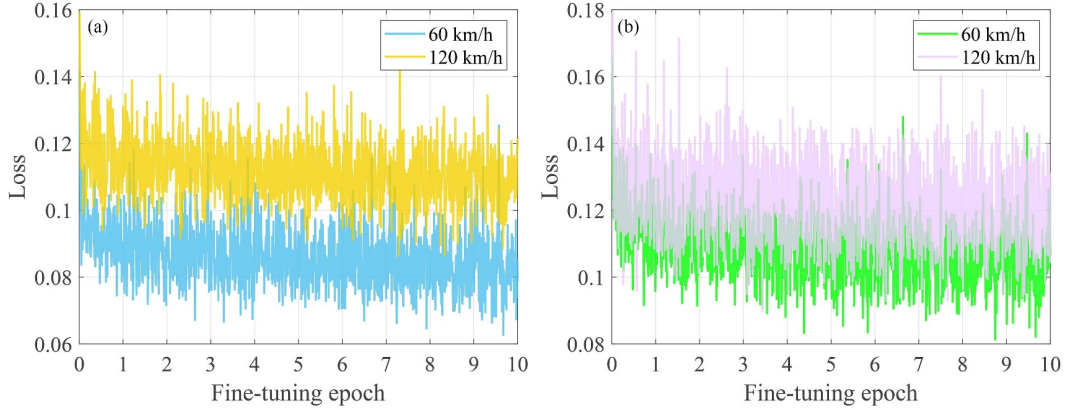 (a)
60 km/h
120 km/h
Loss
0.16
0.14
0.12
0.1
0.08
0.06
0 1 2 3 4 5 6 7 8 9 10
Fine-tuning epoch
(b)
60 km/h
120 km/h
Loss
0.18
0.16
0.14
0.12
0.1
0.08
0 1 2 3 4 5 6 7 8 9 10
Fine-tuning epoch